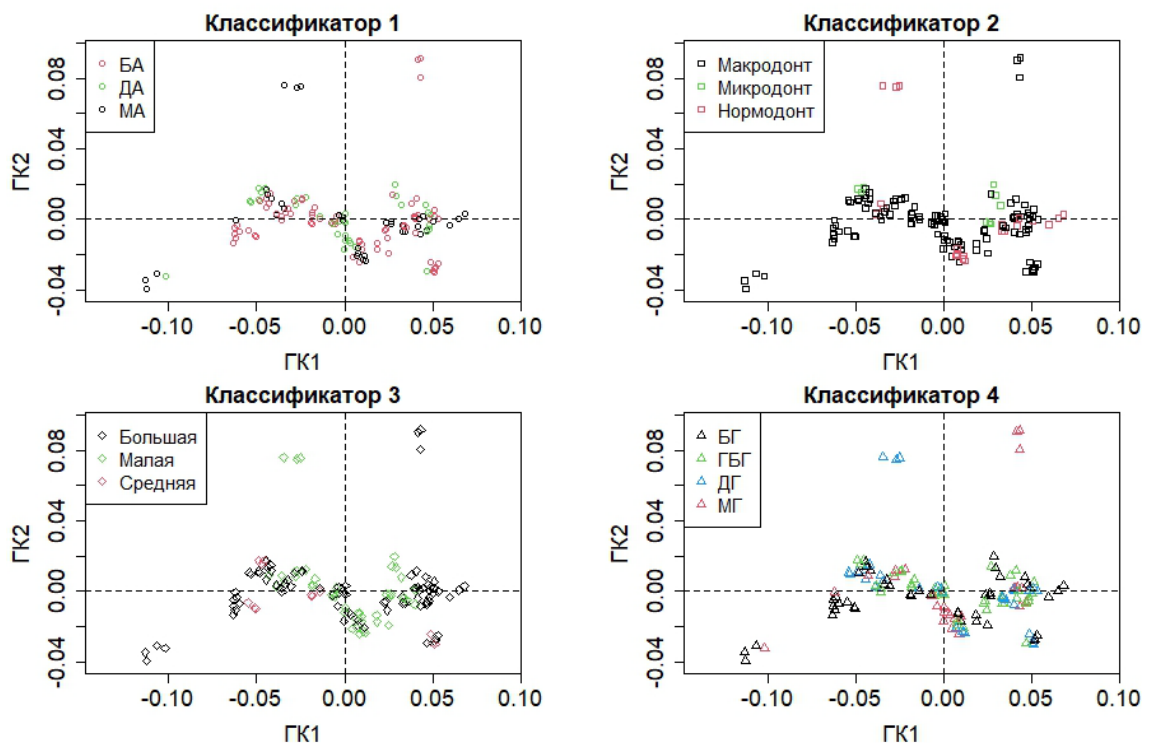 Классификатор 1
БА
ДА
МА
ГК2
0.08
0.04
0.00
-0.04
-0.10
-0.05
0.00
0.05
0.10
ГК1
Классификатор 2
Макродонт
Микродонт
Нормодонт
ГК2
0.08
0.04
0.00
-0.04
-0.10
-0.05
0.00
0.05
0.10
ГК1
Классификатор 3
Большая
Малая
Средняя
ГК2
0.08
0.04
0.00
-0.04
-0.10
-0.05
0.00
0.05
0.10
ГК1
Классификатор 4
БГ
ГБГ
ДГ
МГ
ГК2
0.08
0.04
0.00
-0.04
-0.10
-0.05
0.00
0.05
0.10
ГК1